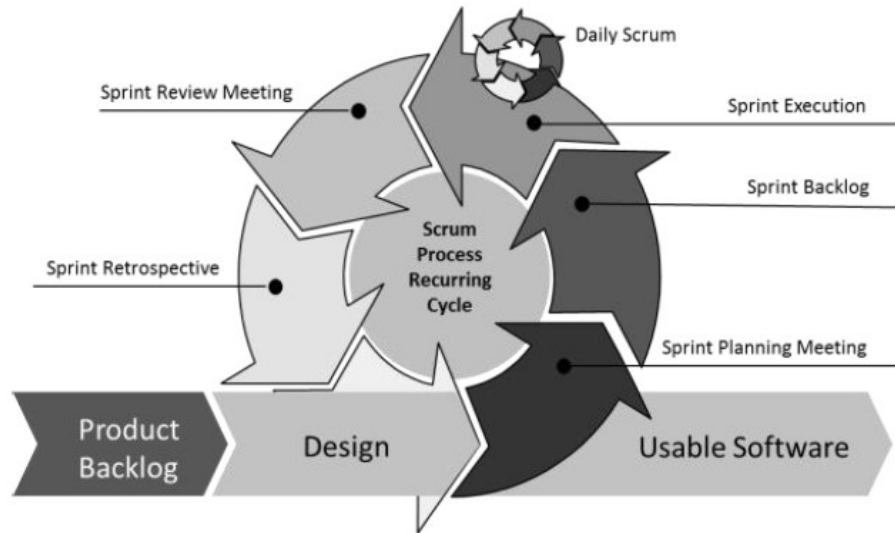 Daily Scrum
Sprint Review Meeting
Sprint Execution
Sprint Backlog
Scrum
Process
Recurring
Cycle
Sprint Retrospective
Sprint Planning Meeting
Product
Backlog
Design
Usable Software